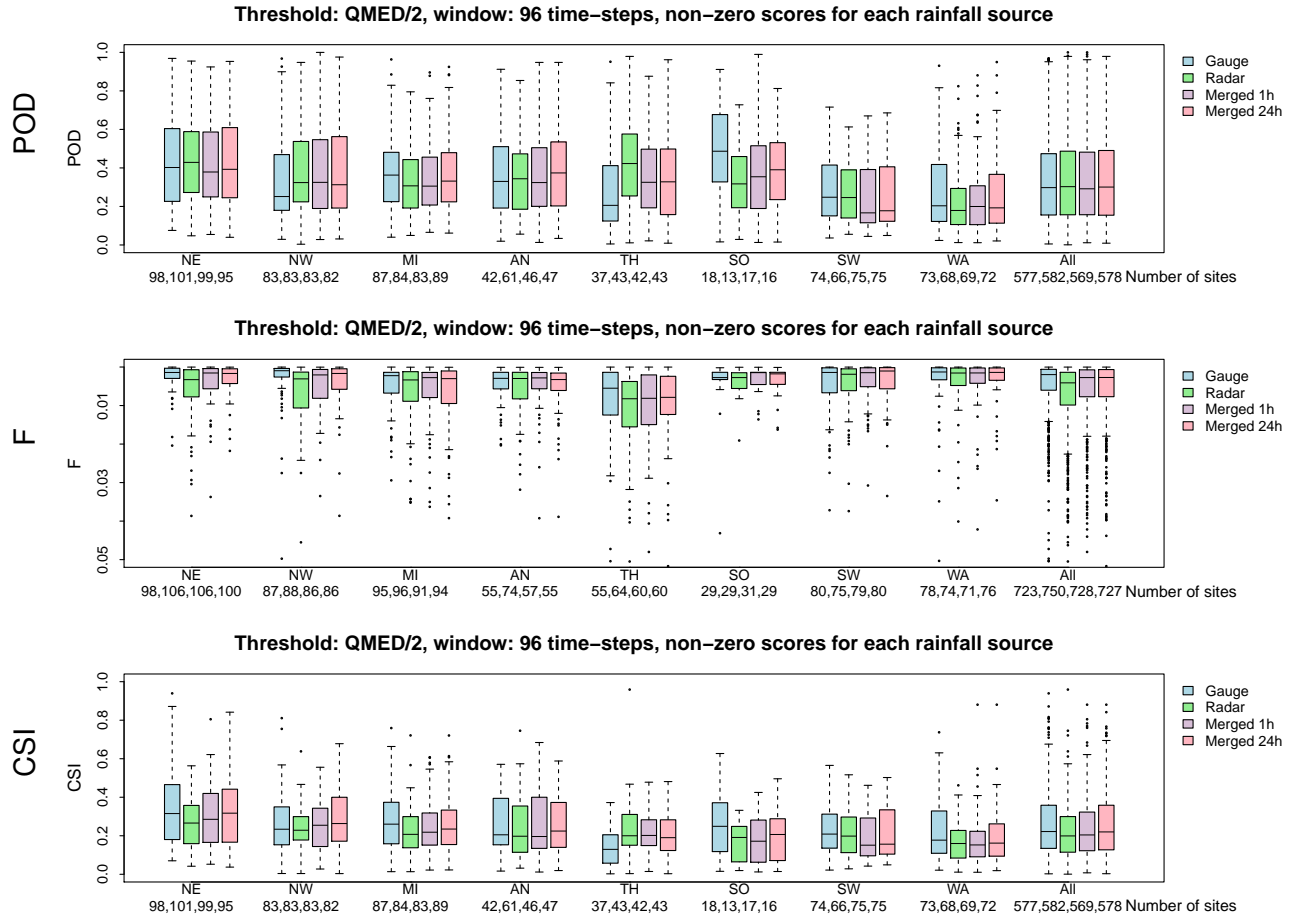 Threshold: QMED/2, window: 96 time−steps, non−zero scores for each rainfall source
POD
POD
1.0
0.8
0.6
0.4
0.2
0.0
Gauge
Radar
Merged 1h
Merged 24h
NE NW MI AN TH SO SW WA All
98,101,99,95 83,83,83,82 87,84,83,89 42,61,46,47 37,43,42,43 18,13,17,16 74,66,75,75 73,68,69,72 577,582,569,578 Number of sites
Threshold: QMED/2, window: 96 time−steps, non−zero scores for each rainfall source
F
F
0.01
0.03
0.05
Gauge
Radar
Merged 1h
Merged 24h
NE NW MI AN TH SO SW WA All
98,106,106,100 87,88,86,86 95,96,91,94 55,74,57,55 55,64,60,60 29,29,31,29 80,75,79,80 78,74,71,76 723,750,728,727 Number of sites
Threshold: QMED/2, window: 96 time−steps, non−zero scores for each rainfall source
CSI
CSI
1.0
0.8
0.6
0.4
0.2
0.0
Gauge
Radar
Merged 1h
Merged 24h
NE NW MI AN TH SO SW WA All
98,101,99,95 83,83,83,82 87,84,83,89 42,61,46,47 37,43,42,43 18,13,17,16 74,66,75,75 73,68,69,72 577,582,569,578 Number of sites